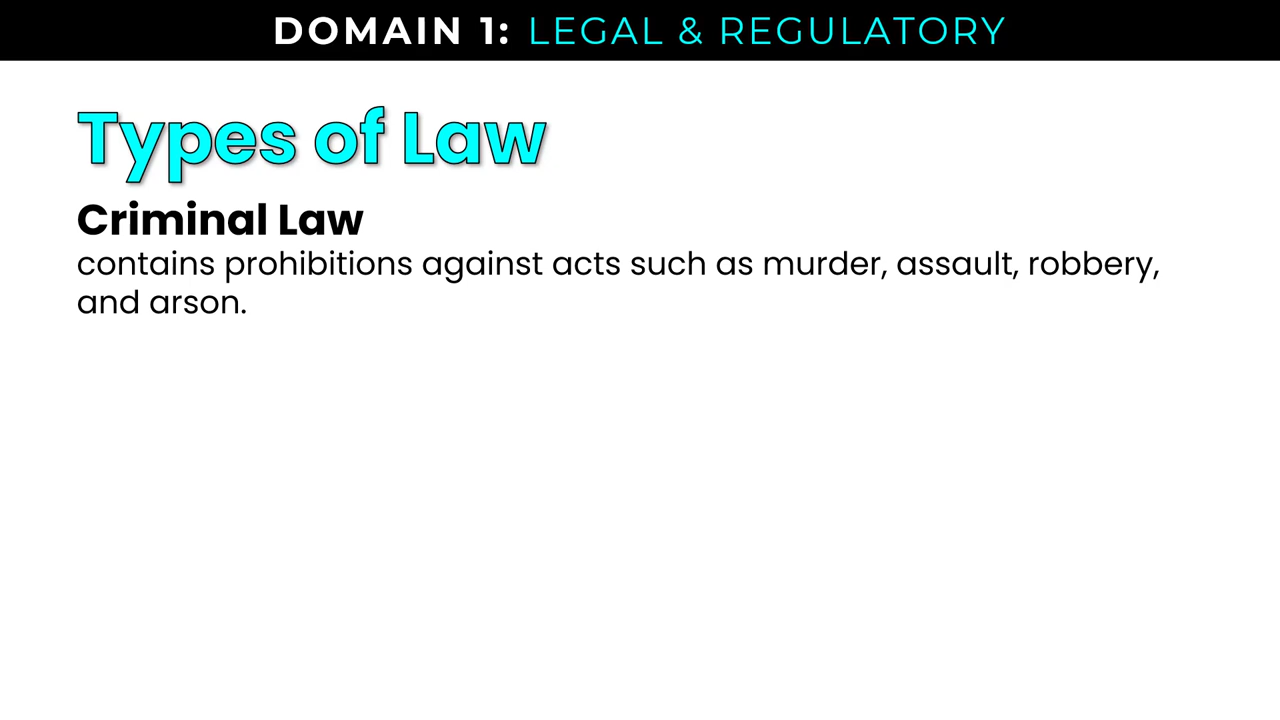 DOMAIN 1: LEGAL & REGULATORY
Types of Law
Criminal Law
contains prohibitions against acts such as murder, assault, robbery,
and arson.